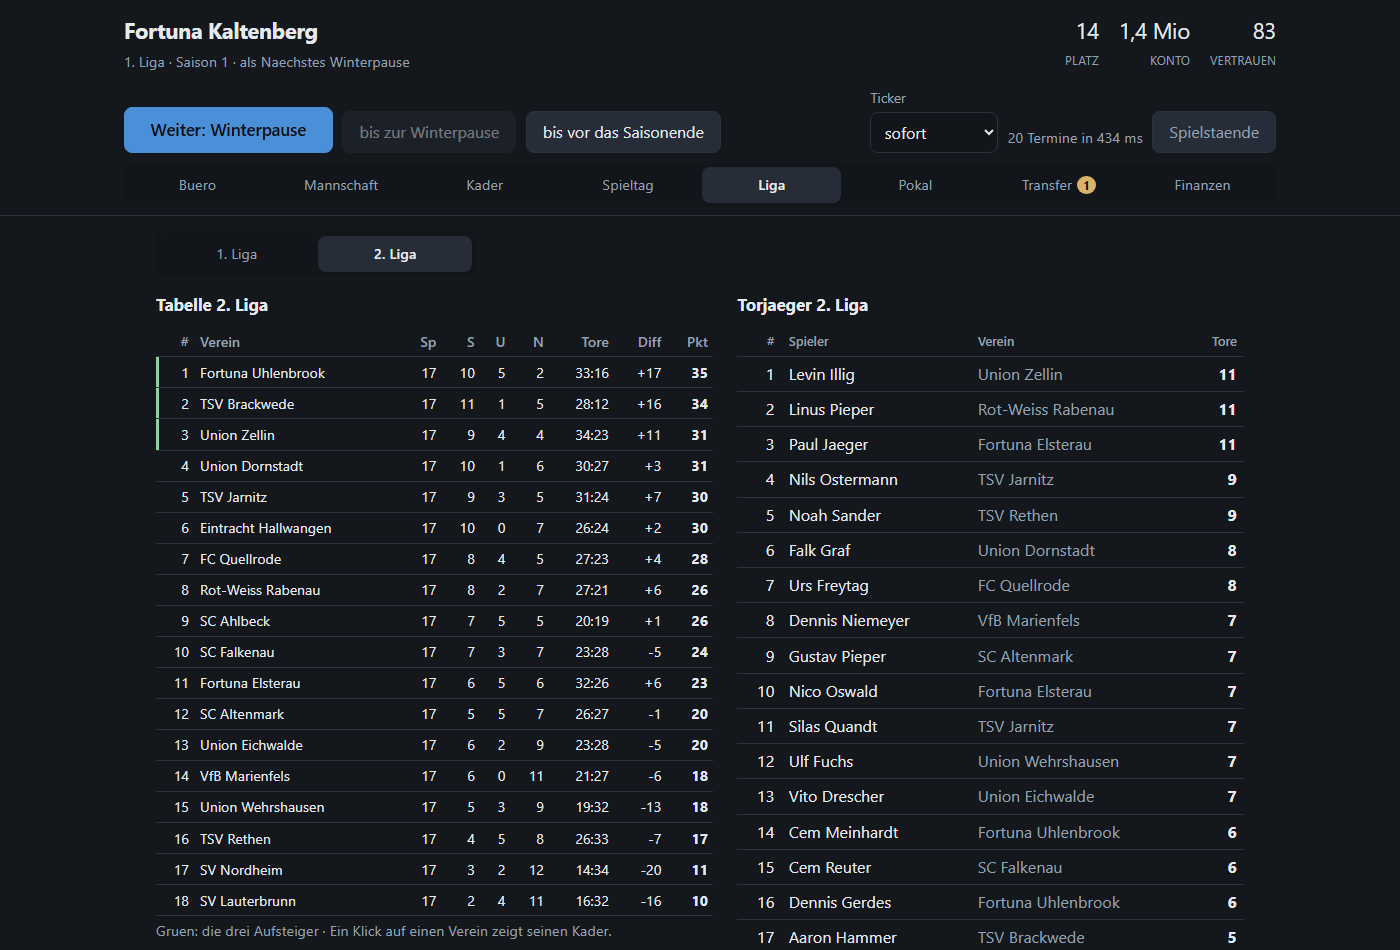 Fortuna Kaltenberg
1. Liga · Saison 1 · als Naechstes Winterpause
14 1,4 Mio 83
PLATZ KONTO VERTRAUEN
Weiter: Winterpause bis zur Winterpause bis vor das Saisonende
Ticker
sofort 20 Termine in 434 ms Spielstaende
Buero Mannschaft Kader Spieltag Liga Pokal Transfer 1 Finanzen
1. Liga 2. Liga
Tabelle 2. Liga
# Verein Sp S U N Tore Diff Pkt
1 Fortuna Uhlenbrook 17 10 5 2 33:16 +17 35
2 TSV Brackwede 17 11 1 5 28:12 +16 34
3 Union Zellin 17 9 4 4 34:23 +11 31
4 Union Dornstadt 17 10 1 6 30:27 +3 31
5 TSV Jarnitz 17 9 3 5 31:24 +7 30
6 Eintracht Hallwangen 17 10 0 7 26:24 +2 30
7 FC Quellrode 17 8 4 5 27:23 +4 28
8 Rot-Weiss Rabenau 17 8 2 7 27:21 +6 26
9 SC Ahlbeck 17 7 5 5 20:19 +1 26
10 SC Falkenau 17 7 3 7 23:28 -5 24
11 Fortuna Elsterau 17 6 5 6 32:26 +6 23
12 SC Altenmark 17 5 5 7 26:27 -1 20
13 Union Eichwalde 17 6 2 9 23:28 -5 20
14 VfB Marienfels 17 6 0 11 21:27 -6 18
15 Union Wehrshausen 17 5 3 9 19:32 -13 18
16 TSV Rethen 17 4 5 8 26:33 -7 17
17 SV Nordheim 17 3 2 12 14:34 -20 11
18 SV Lauterbrunn 17 2 4 11 16:32 -16 10
Gruen: die drei Aufsteiger · Ein Klick auf einen Verein zeigt seinen Kader.
Torjaeger 2. Liga
# Spieler Verein Tore
1 Levin Illig Union Zellin 11
2 Linus Pieper Rot-Weiss Rabenau 11
3 Paul Jaeger Fortuna Elsterau 11
4 Nils Ostermann TSV Jarnitz 9
5 Noah Sander TSV Rethen 9
6 Falk Graf Union Dornstadt 8
7 Urs Freytag FC Quellrode 8
8 Dennis Niemeyer VfB Marienfels 7
9 Gustav Pieper SC Altenmark 7
10 Nico Oswald Fortuna Elsterau 7
11 Silas Quandt TSV Jarnitz 7
12 Ulf Fuchs Union Wehrshausen 7
13 Vito Drescher Union Eichwalde 7
14 Cem Meinhardt Fortuna Uhlenbrook 6
15 Cem Reuter SC Falkenau 6
16 Dennis Gerdes Fortuna Uhlenbrook 6
17 Aaron Hammer TSV Brackwede 5